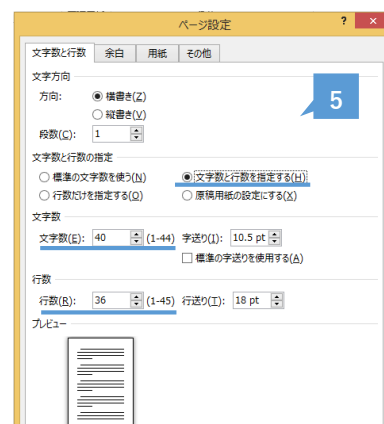 ページ設定 ? ×
文字数と行数 余白 用紙 その他
文字方向
方向: 横書き(Z)
縦書き(V)
5
段数(C): 1
文字数と行数の指定
標準の文字数を使う(N) 文字数と行数を指定する(H)
行数だけを指定する(O) 原稿用紙の設定にする(X)
文字数
文字数(E): 40 (1-44) 字送り(I): 10.5 pt
標準の字送りを使用する(A)
行数
行数(R): 36 (1-45) 行送り(T): 18 pt
プレビュー